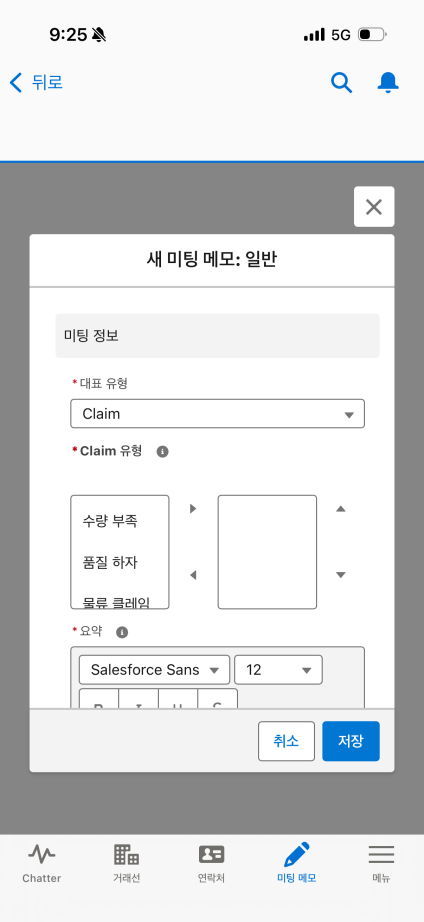 9:25
5G
뒤로
새 미팅 메모: 일반
미팅 정보
* 대표 유형
Claim
* Claim 유형
수량 부족
품질 하자
물류 클레임
* 요약
Salesforce Sans
12
취소
저장
Chatter
거래선
연락처
미팅 메모
메뉴